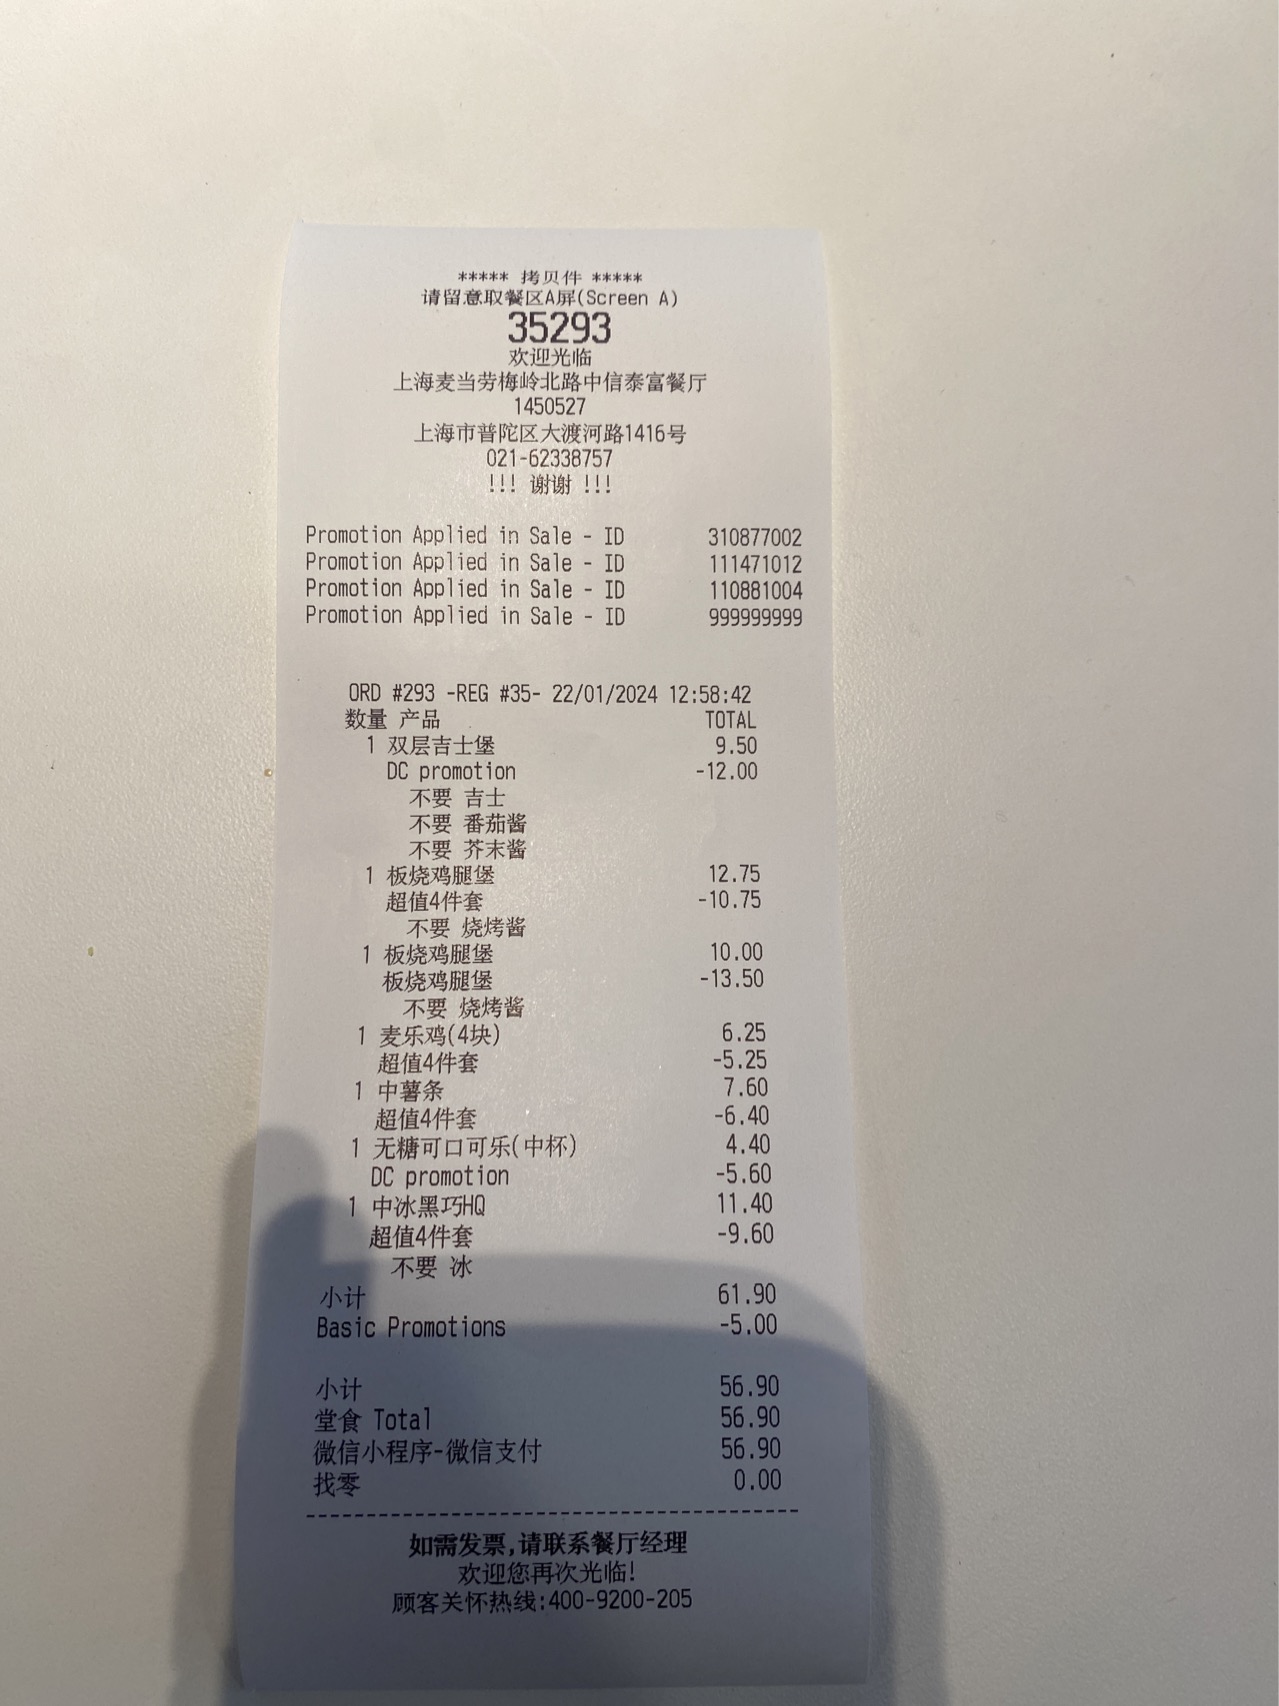 ***** 拷贝件 *****
请留意取餐区A屏(Screen A)
35293
欢迎光临
上海麦当劳梅岭北路中信泰富餐厅
1450527
上海市普陀区大渡河路1416号
021-62338757
!!! 谢谢 !!!
Promotion Applied in Sale - ID 310877002
Promotion Applied in Sale - ID 111471012
Promotion Applied in Sale - ID 110881004
Promotion Applied in Sale - ID 999999999
ORD #293 -REG #35- 22/01/2024 12:58:42
数量 产品 TOTAL
1 双层吉士堡 9.50
DC promotion -12.00
不要 吉士
不要 番茄酱
不要 芥末酱
1 板烧鸡腿堡 12.75
超值4件套 -10.75
不要 烧烤酱
1 板烧鸡腿堡 10.00
板烧鸡腿堡 -13.50
不要 烧烤酱
1 麦乐鸡(4块) 6.25
超值4件套 -5.25
1 中薯条 7.60
超值4件套 -6.40
1 无糖可口可乐(中杯) 4.40
DC promotion -5.60
1 中冰黑巧HQ 11.40
超值4件套 -9.60
不要 冰
小计 61.90
Basic Promotions -5.00
小计 56.90
堂食 Total 56.90
微信小程序-微信支付 56.90
找零 0.00
如需发票,请联系餐厅经理
欢迎您再次光临!
顾客关怀热线:400-9200-205